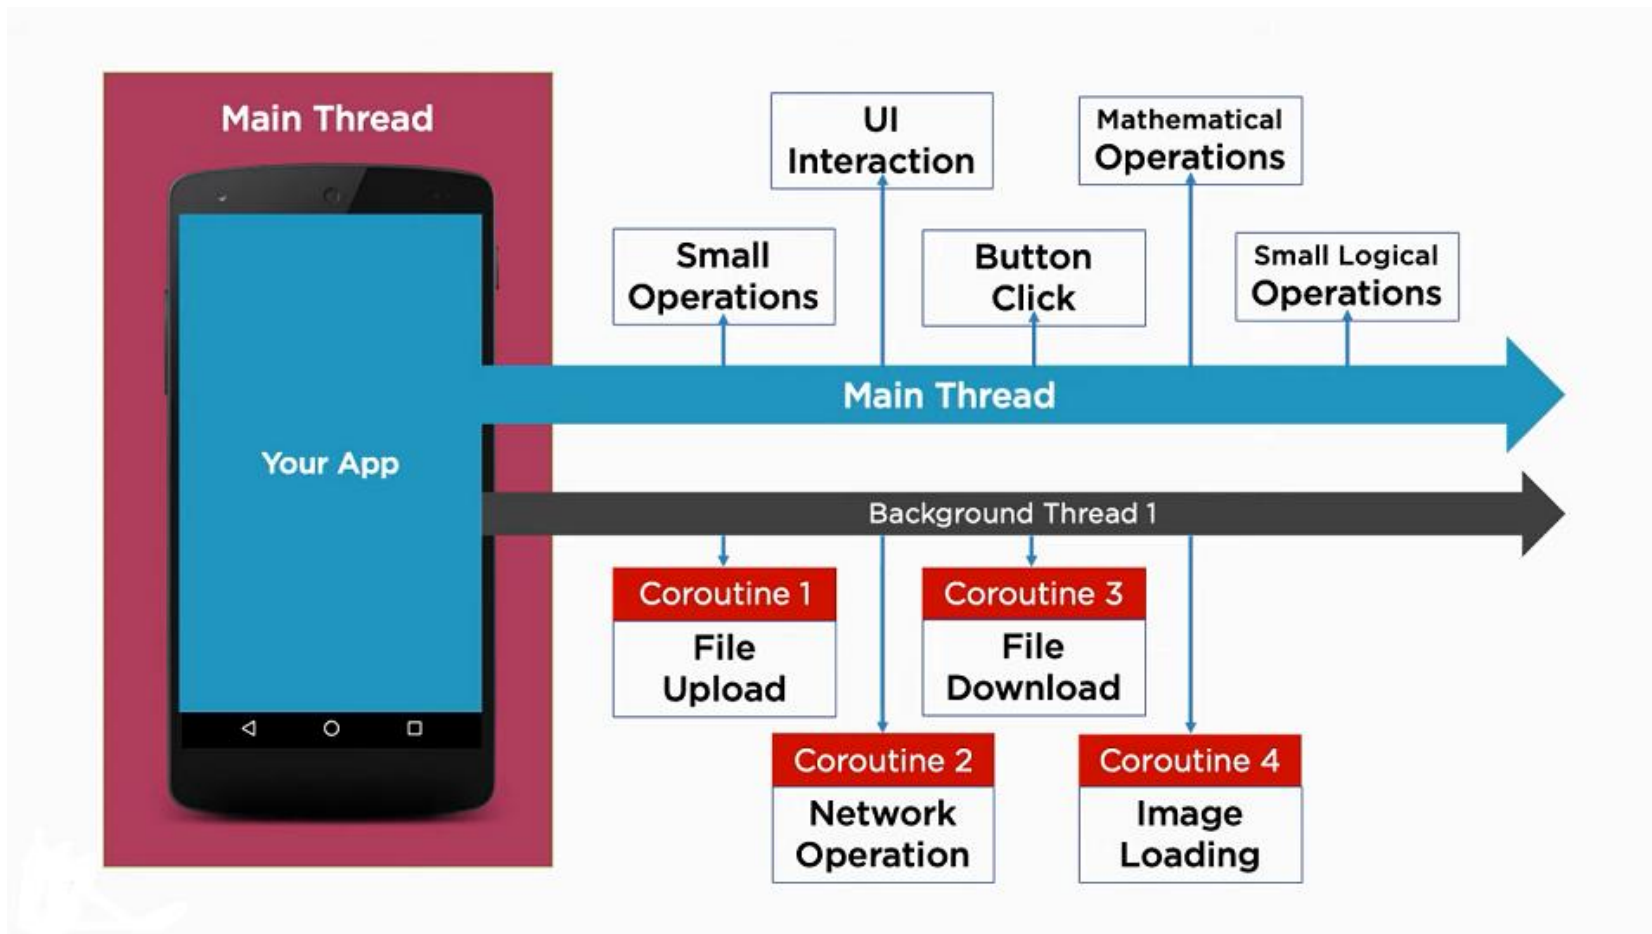 Main Thread
UI
Interaction
Mathematical
Operations
Small
Operations
Button
Click
Small Logical
Operations
Main Thread
Your App
Background Thread 1
Coroutine 1
File
Upload
Coroutine 3
File
Download
Coroutine 2
Network
Operation
Coroutine 4
Image
Loading